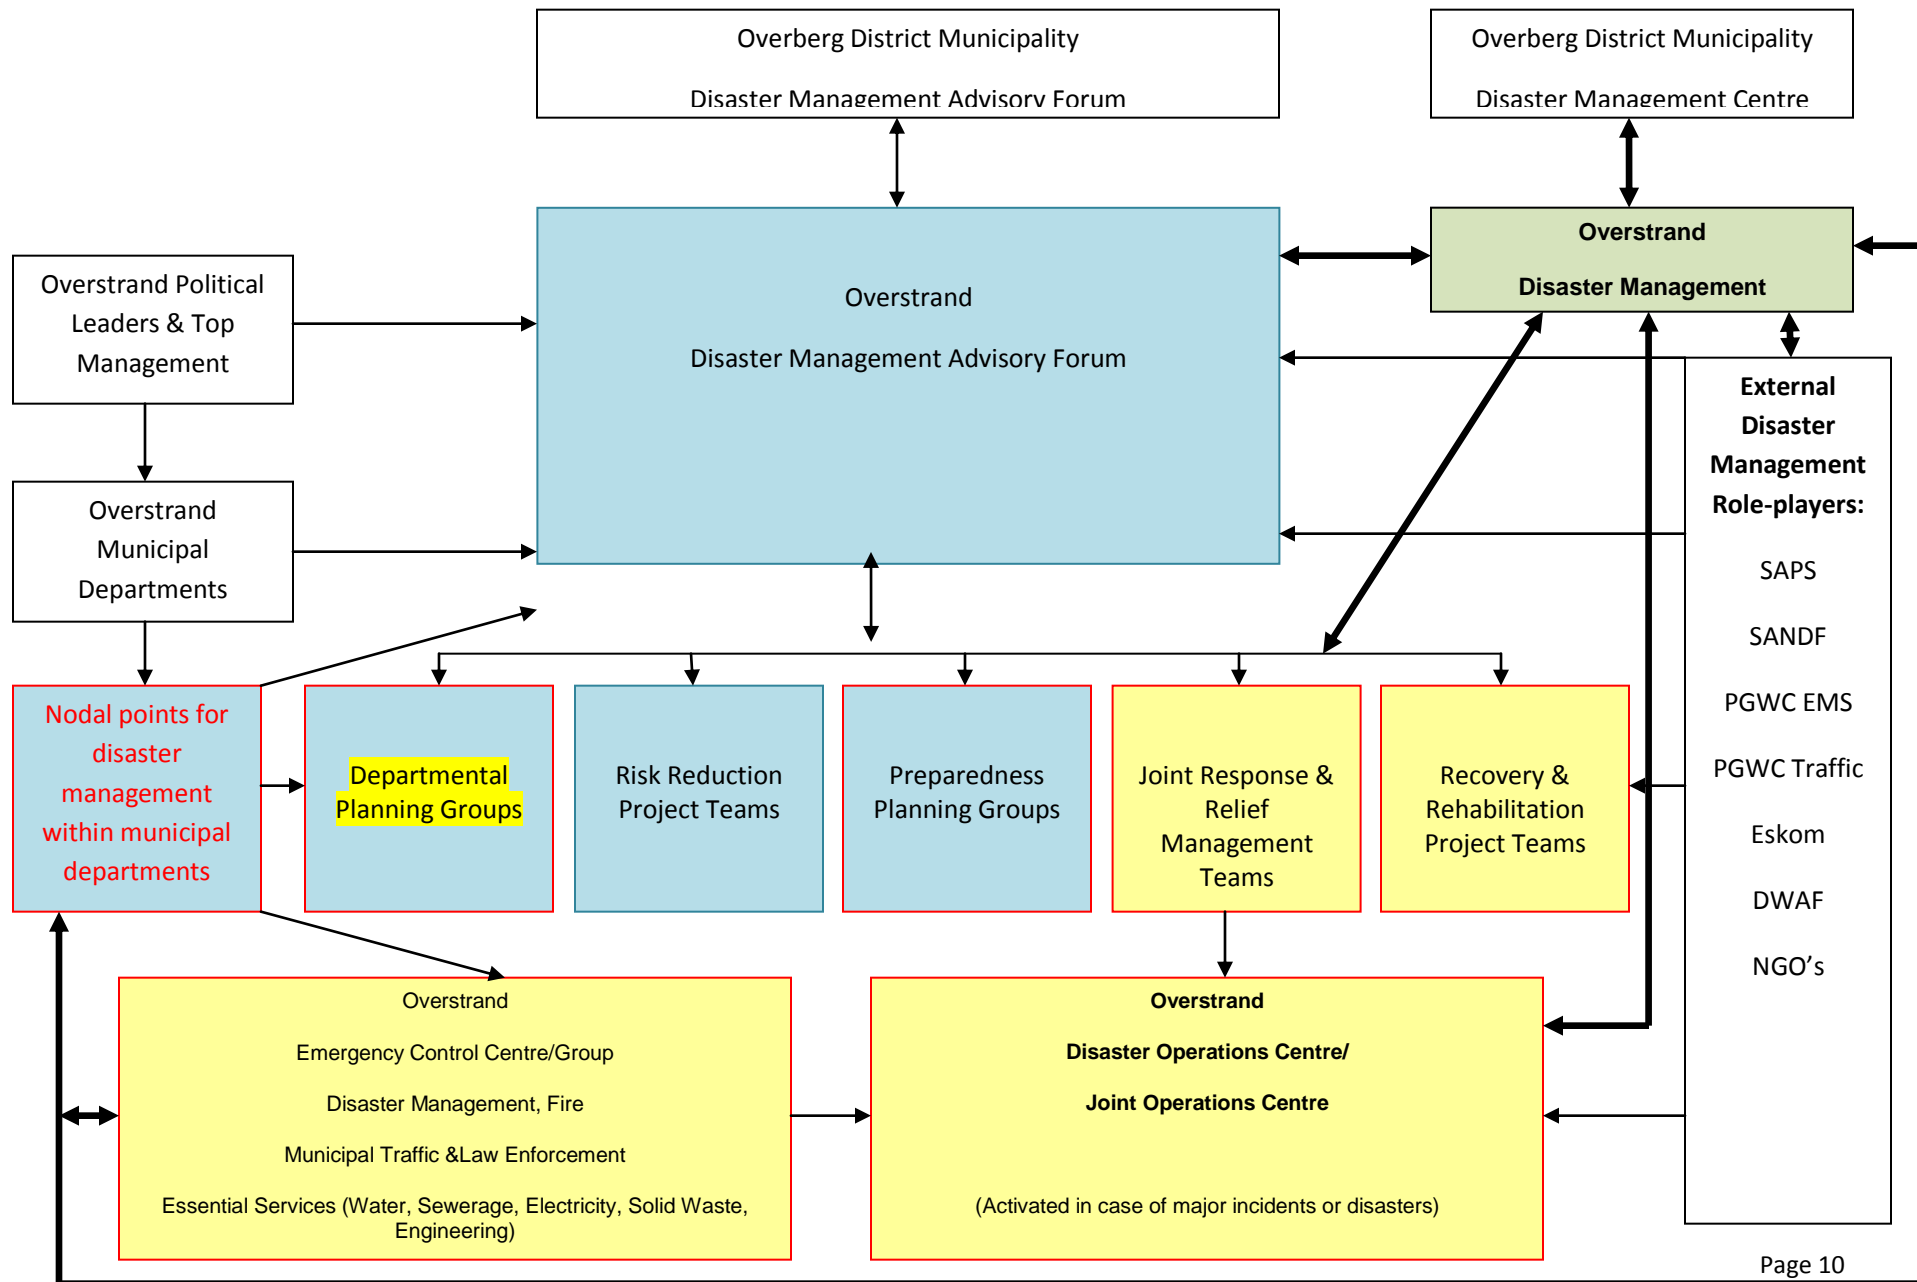 Overberg District Municipality
Disaster Management Advisory Forum
Overberg District Municipality
Disaster Management Centre
Overstrand
Disaster Management
Overstrand Political
Leaders & Top
Management
Overstrand
Disaster Management Advisory Forum
External
Disaster
Management
Role-players:
SAPS
SANDF
PGWC EMS
PGWC Traffic
Eskom
DWAF
NGO’s
Overstrand
Municipal
Departments
Nodal points for
disaster
management
within municipal
departments
Departmental
Planning Groups
Risk Reduction
Project Teams
Preparedness
Planning Groups
Joint Response &
Relief
Management
Teams
Recovery &
Rehabilitation
Project Teams
Overstrand
Emergency Control Centre/Group
Disaster Management, Fire
Municipal Traffic &Law Enforcement
Essential Services (Water, Sewerage, Electricity, Solid Waste,
Engineering)
Overstrand
Disaster Operations Centre/
Joint Operations Centre
(Activated in case of major incidents or disasters)
Page 10